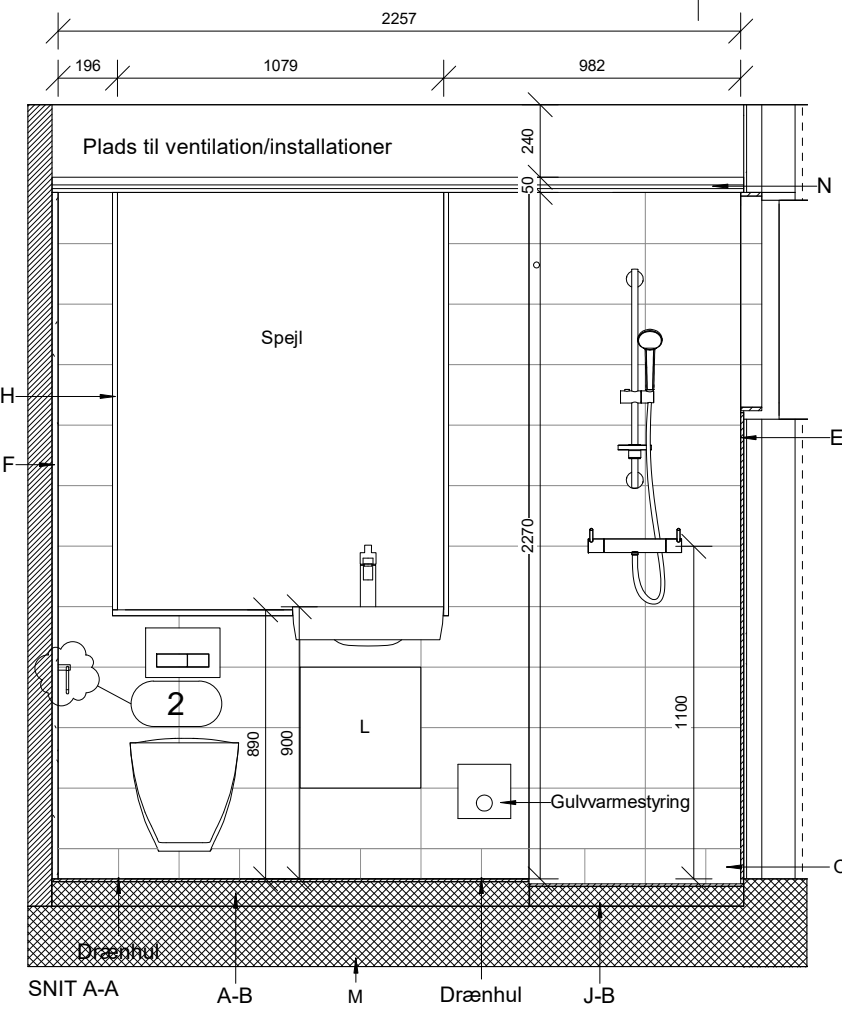 2257
196
1079
982
Plads til ventilation/installationer
240
50
N
Spejl
H
E
F
2270
2
1100
890
900
L
Gulvvarmestyring
Drænhul
SNIT A-A
A-B
M
Drænhul
J-B